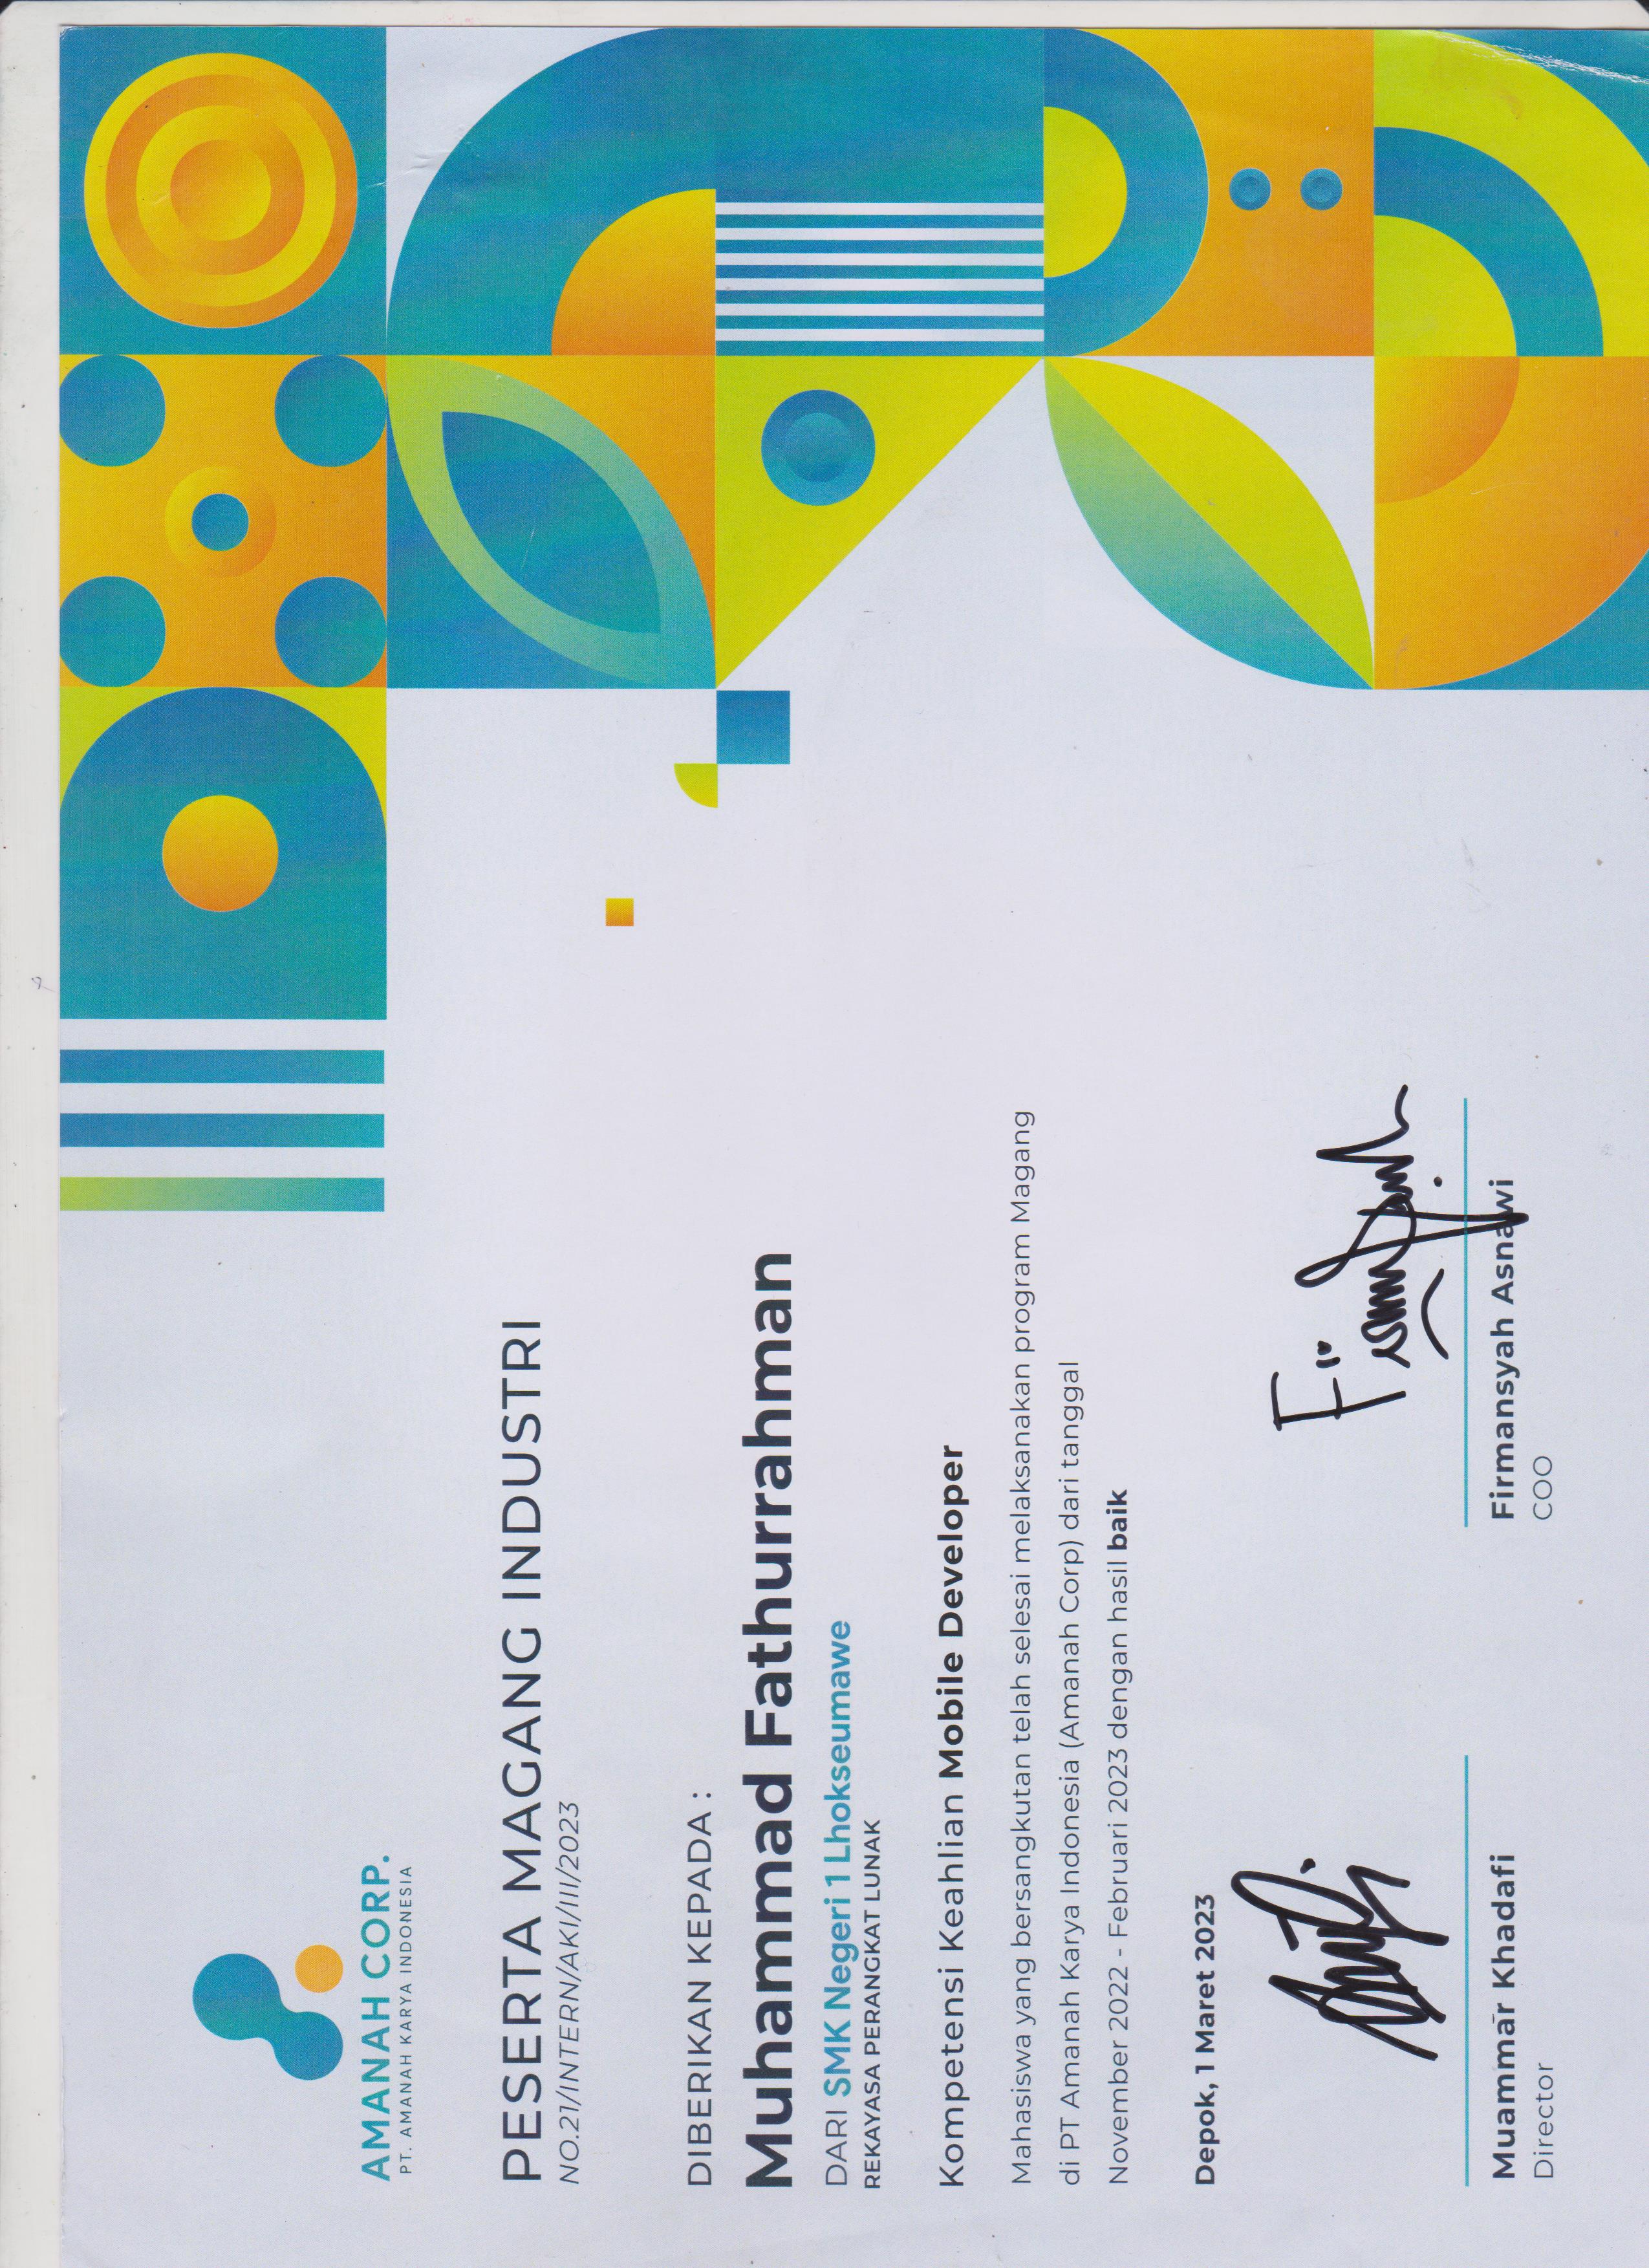 AMANAH CORP.
PT. AMANAH KARYA INDONESIA
PESERTA MAGANG INDUSTRI
NO.21/INTERN/AKI/III/2023
DIBERIKAN KEPADA :
Muhammad Fathurrahman
DARI SMK Negeri 1 Lhokseumawe
REKAYASA PERANGKAT LUNAK
Kompetensi Keahlian Mobile Developer
Mahasiswa yang bersangkutan telah selesai melaksanakan program Magang
di PT Amanah Karya Indonesia (Amanah Corp) dari tanggal
November 2022 - Februari 2023 dengan hasil baik
Depok, 1 Maret 2023
Muammar Khadafi
Director
Firmansyah Asnawi
COO